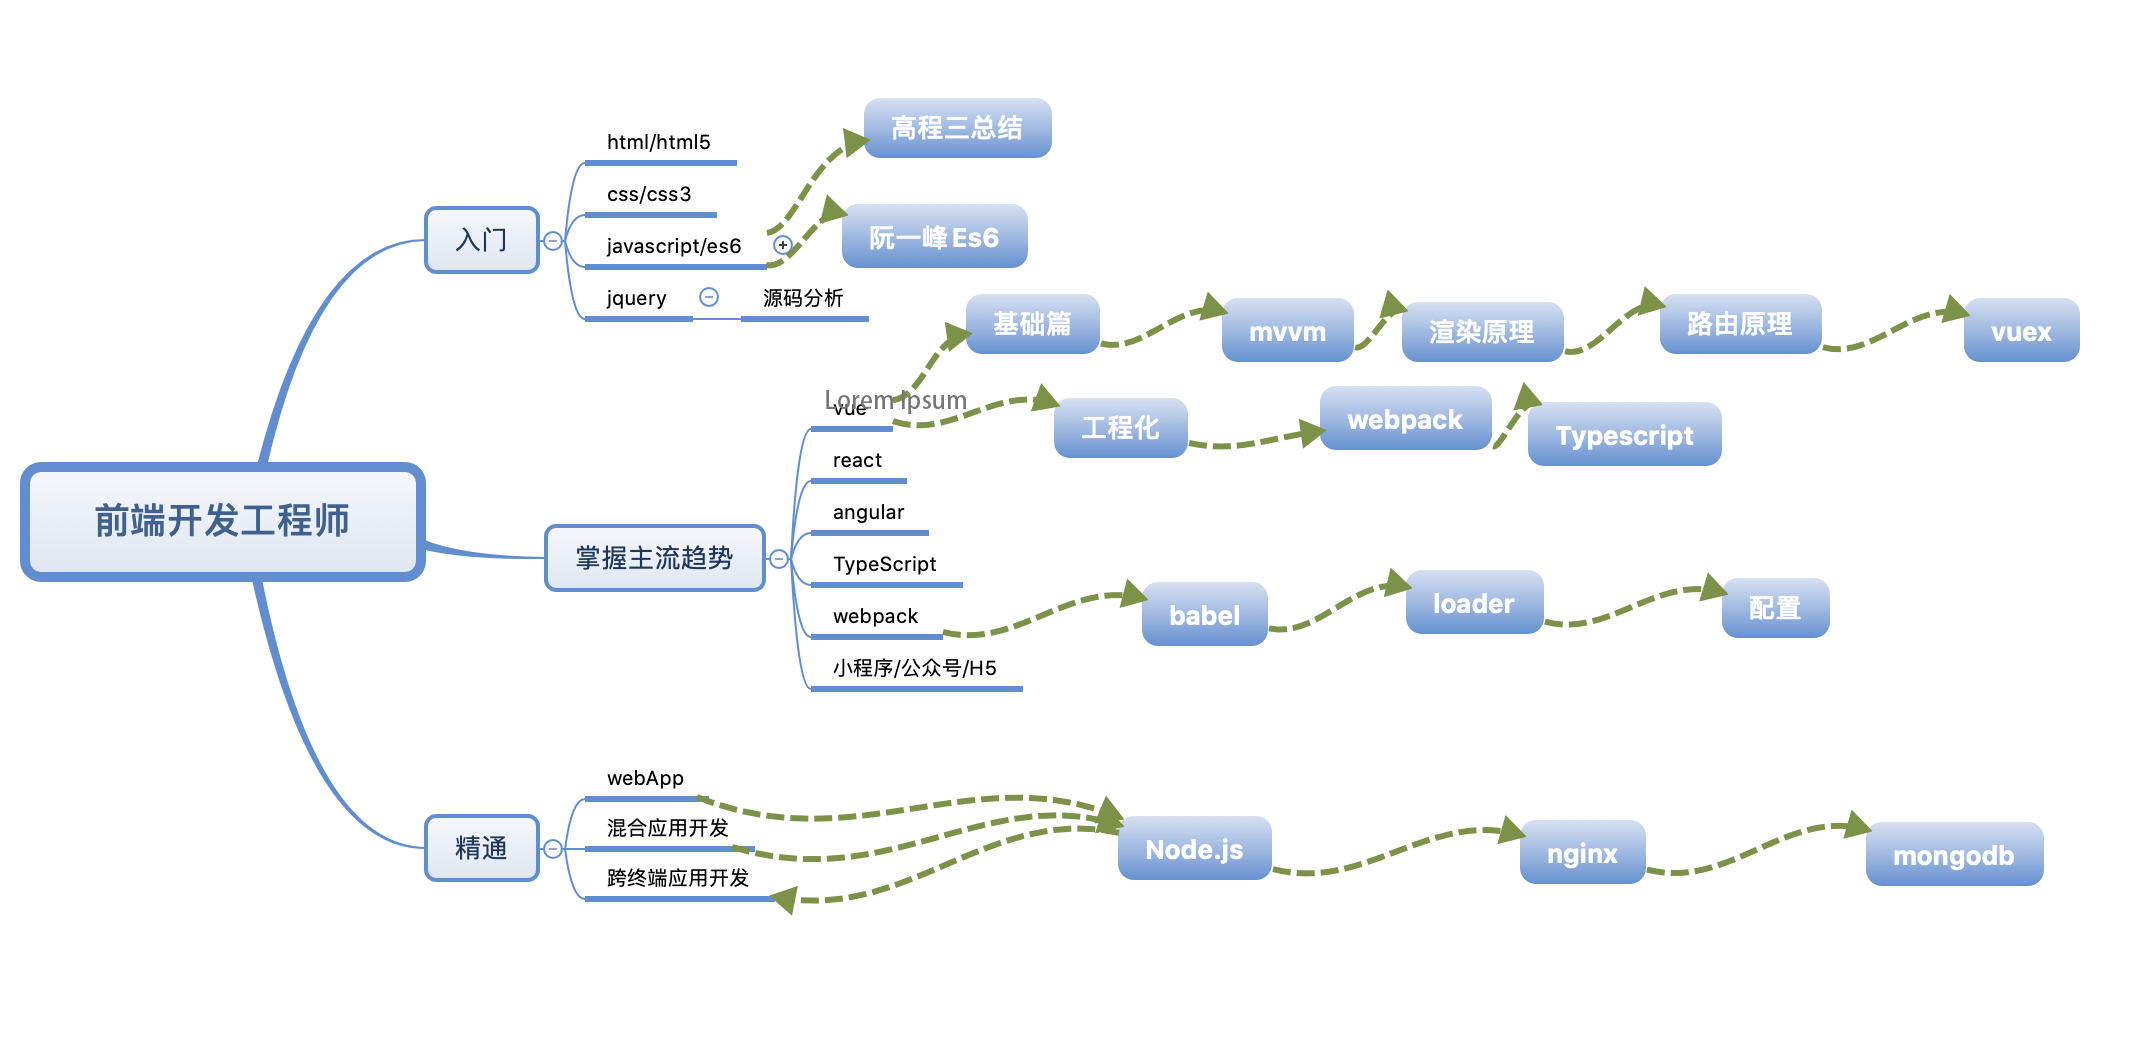 前端开发工程师
入门
html/html5
css/css3
javascript/es6
高程三总结
阮一峰Es6
jquery
源码分析
掌握主流趋势
vue
Lorem Ipsum
基础篇
mvvm
渲染原理
路由原理
vuex
工程化
webpack
Typescript
react
angular
TypeScript
webpack
babel
loader
配置
小程序/公众号/H5
精通
webApp
混合应用开发
跨终端应用开发
Node.js
nginx
mongodb